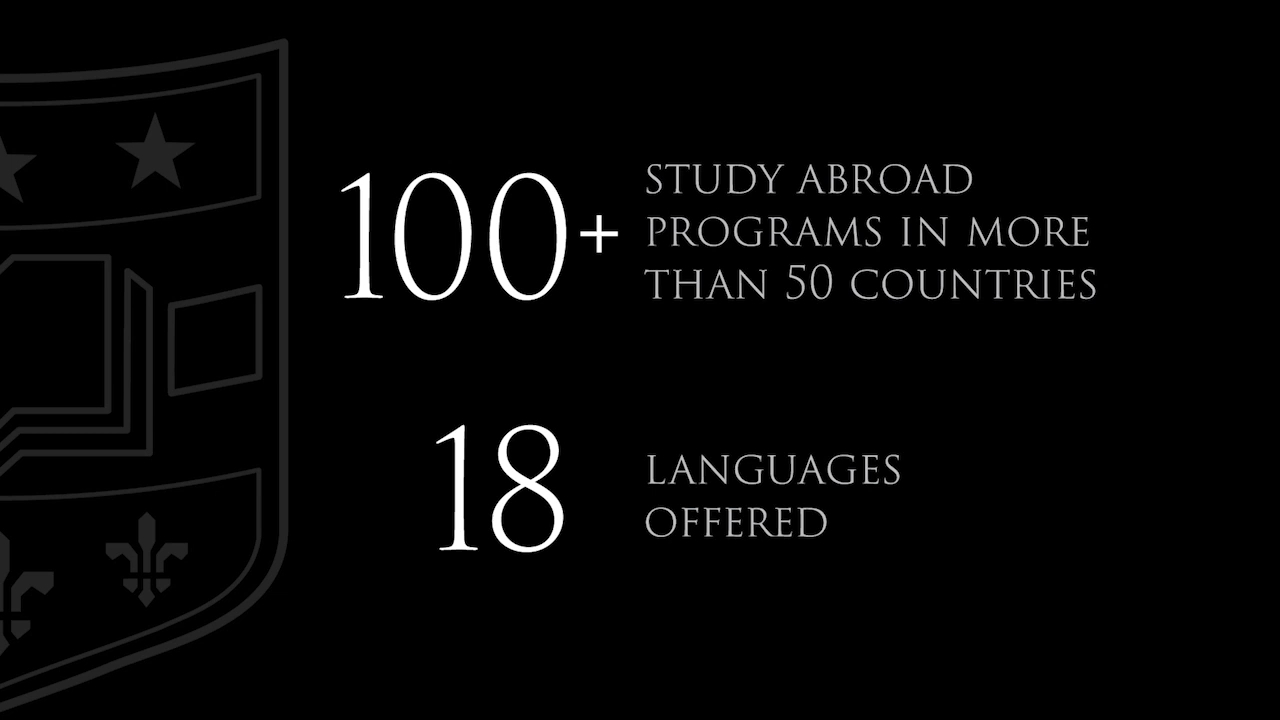 100+
STUDY ABROAD
PROGRAMS IN MORE
THAN 50 COUNTRIES
18
LANGUAGES
OFFERED